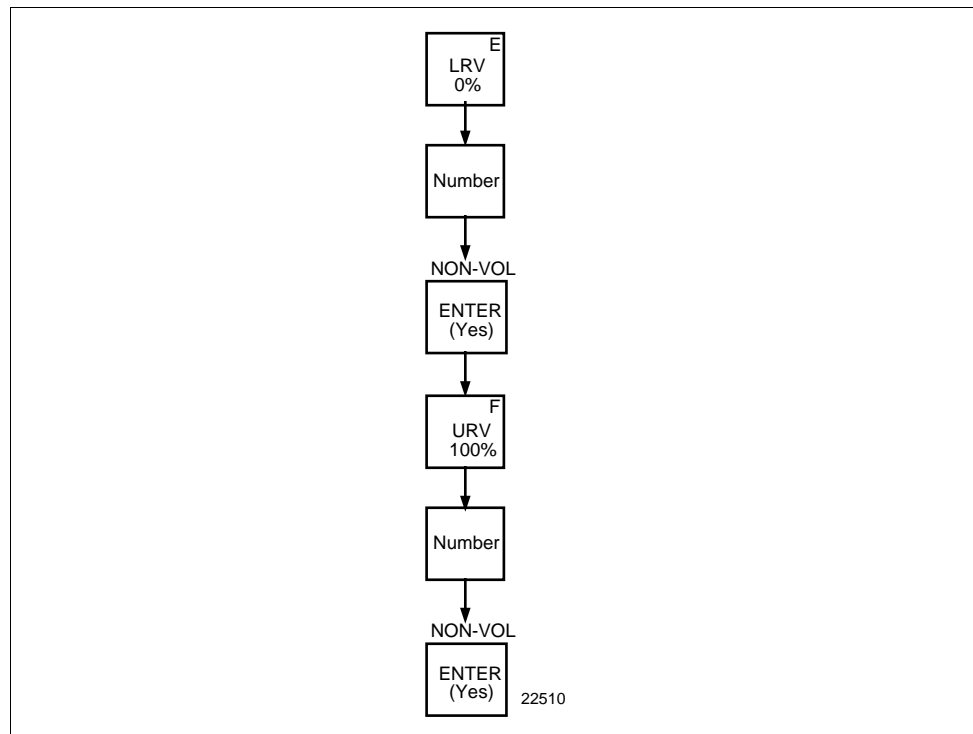 E
LRV
0%
Number
NON-VOL
ENTER
(Yes)
F
URV
100%
Number
NON-VOL
ENTER
(Yes)
22510